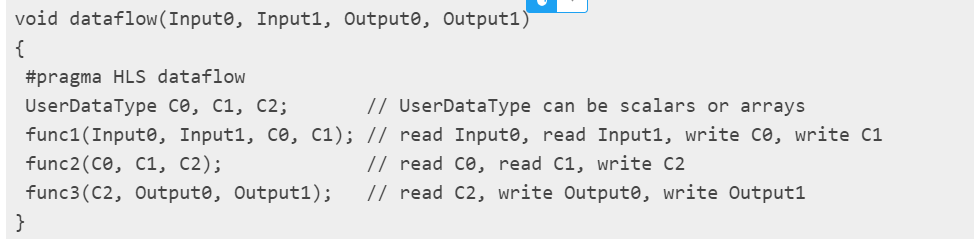 void dataflow(Input0, Input1, Output0, Output1)
{
 #pragma HLS dataflow
 UserDataType C0, C1, C2;       // UserDataType can be scalars or arrays
 func1(Input0, Input1, C0, C1); // read Input0, read Input1, write C0, write C1
 func2(C0, C1, C2);             // read C0, read C1, write C2
 func3(C2, Output0, Output1);   // read C2, write Output0, write Output1
}